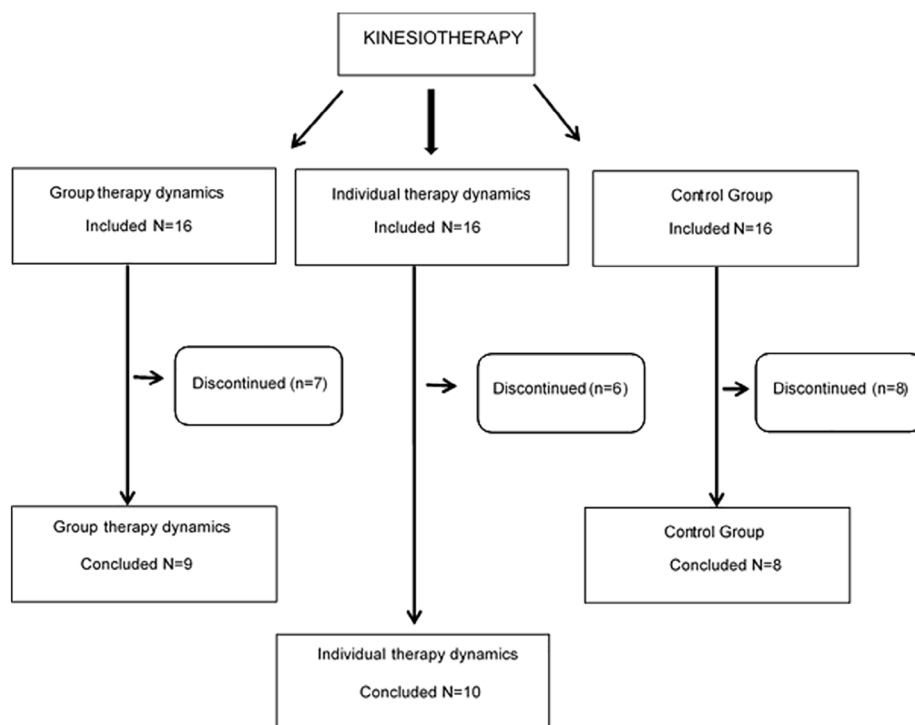 KINESIOTHERAPY
Group therapy dynamics
Included N=16
Individual therapy dynamics
Included N=16
Control Group
Included N=16
Discontinued (n=7)
Discontinued (n=6)
Discontinued (n=8)
Group therapy dynamics
Concluded N=9
Control Group
Concluded N=8
Individual therapy dynamics
Concluded N=10